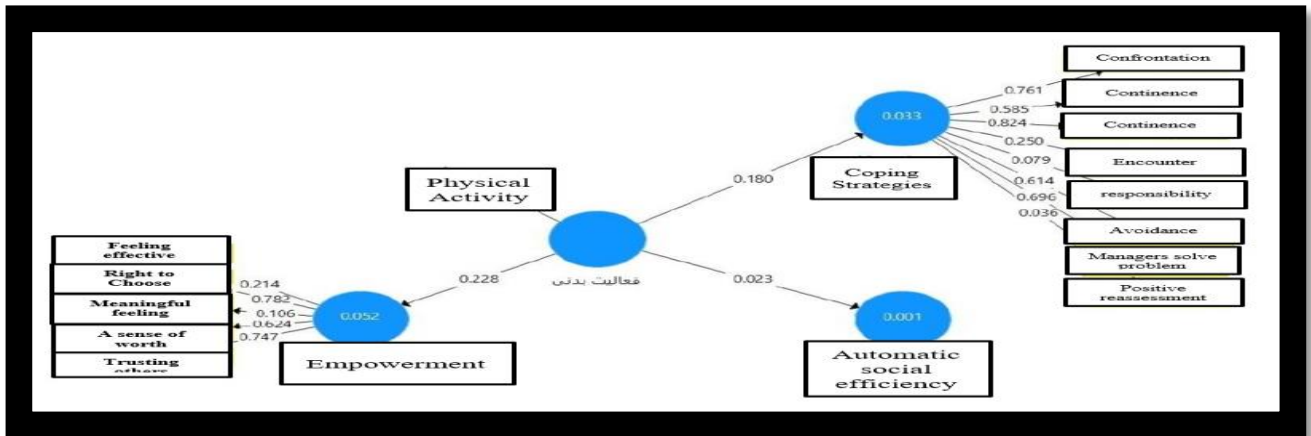 Confrontation
Continence
Continence
Encounter
responsibility
Avoidance
Managers solve
problem
Positive
reassessment
0.761
0.585
0.824
0.250
0.079
0.614
0.696
0.036
0.033
Coping
Strategies
0.180
Physical
Activity
فعالیت بدنی
0.228
0.023
Feeling
effective
Right to
Choose
Meaningful
feeling
A sense of
worth
Trusting
others
0.214
0.782
0.106
0.624
0.747
0.052
Empowerment
0.001
Automatic
social
efficiency